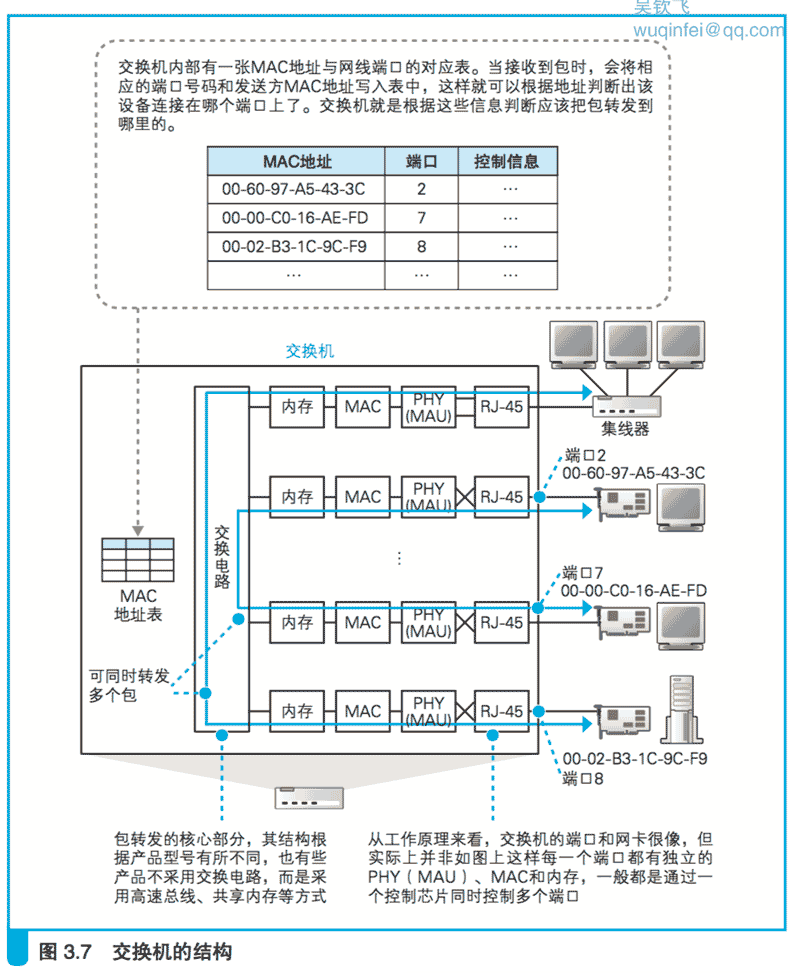 吴钦飞
wuqinfei@qq.com
交换机内部有一张MAC地址与网线端口的对应表。当接收到包时，会将相
应的端口号码和发送方MAC地址写入表中，这样就可以根据地址判断出该
设备连接在哪个端口上了。交换机就是根据这些信息判断应该把包转发到
哪里的。
MAC地址 端口 控制信息
00-60-97-A5-43-3C 2 …
00-00-C0-16-AE-FD 7 …
00-02-B3-1C-9C-F9 8 …
… … …
交换机
内存 MAC PHY (MAU) RJ-45
集线器
端口2
00-60-97-A5-43-3C
内存 MAC PHY (MAU) RJ-45
交换电路
…
MAC
地址表
端口7
00-00-C0-16-AE-FD
内存 MAC PHY (MAU) RJ-45
可同时转发
多个包
内存 MAC PHY (MAU) RJ-45
00-02-B3-1C-9C-F9
端口8
包转发的核心部分，其结构根
据产品型号有所不同，也有些
产品不采用交换电路，而是采
用高速总线、共享内存等方式
从工作原理来看，交换机的端口和网卡很像，但
实际上并非如图上这样每一个端口都有独立的
PHY（MAU）、MAC和内存，一般都是通过一
个控制芯片同时控制多个端口
图 3.7 交换机的结构